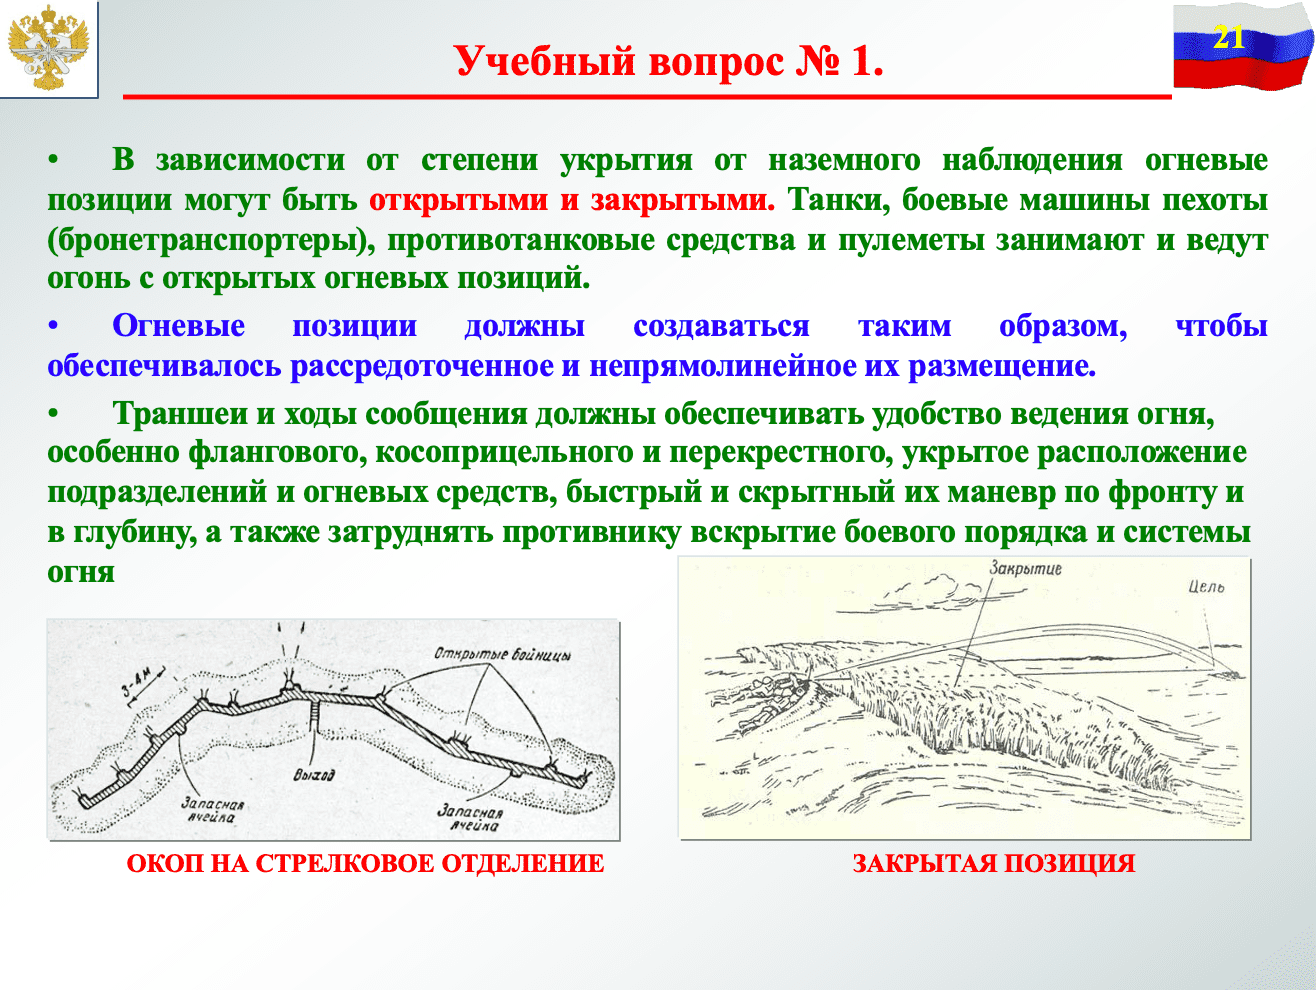 21
Учебный вопрос № 1.
• В зависимости от степени укрытия от наземного наблюдения огневые
позиции могут быть открытыми и закрытыми. Танки, боевые машины пехоты
(бронетранспортеры), противотанковые средства и пулеметы занимают и ведут
огонь с открытых огневых позиций.
• Огневые позиции должны создаваться таким образом, чтобы
обеспечивалось рассредоточенное и непрямолинейное их размещение.
• Траншеи и ходы сообщения должны обеспечивать удобство ведения огня,
особенно флангового, косоприцельного и перекрестного, укрытое расположение
подразделений и огневых средств, быстрый и скрытный их маневр по фронту и
в глубину, а также затруднять противнику вскрытие боевого порядка и системы
огня
3-4 м
Открытые бойницы
Выход
Запасная
ячейка
Запасная
ячейка
Закрытие
Цель
ОКОП НА СТРЕЛКОВОЕ ОТДЕЛЕНИЕ
ЗАКРЫТАЯ ПОЗИЦИЯ